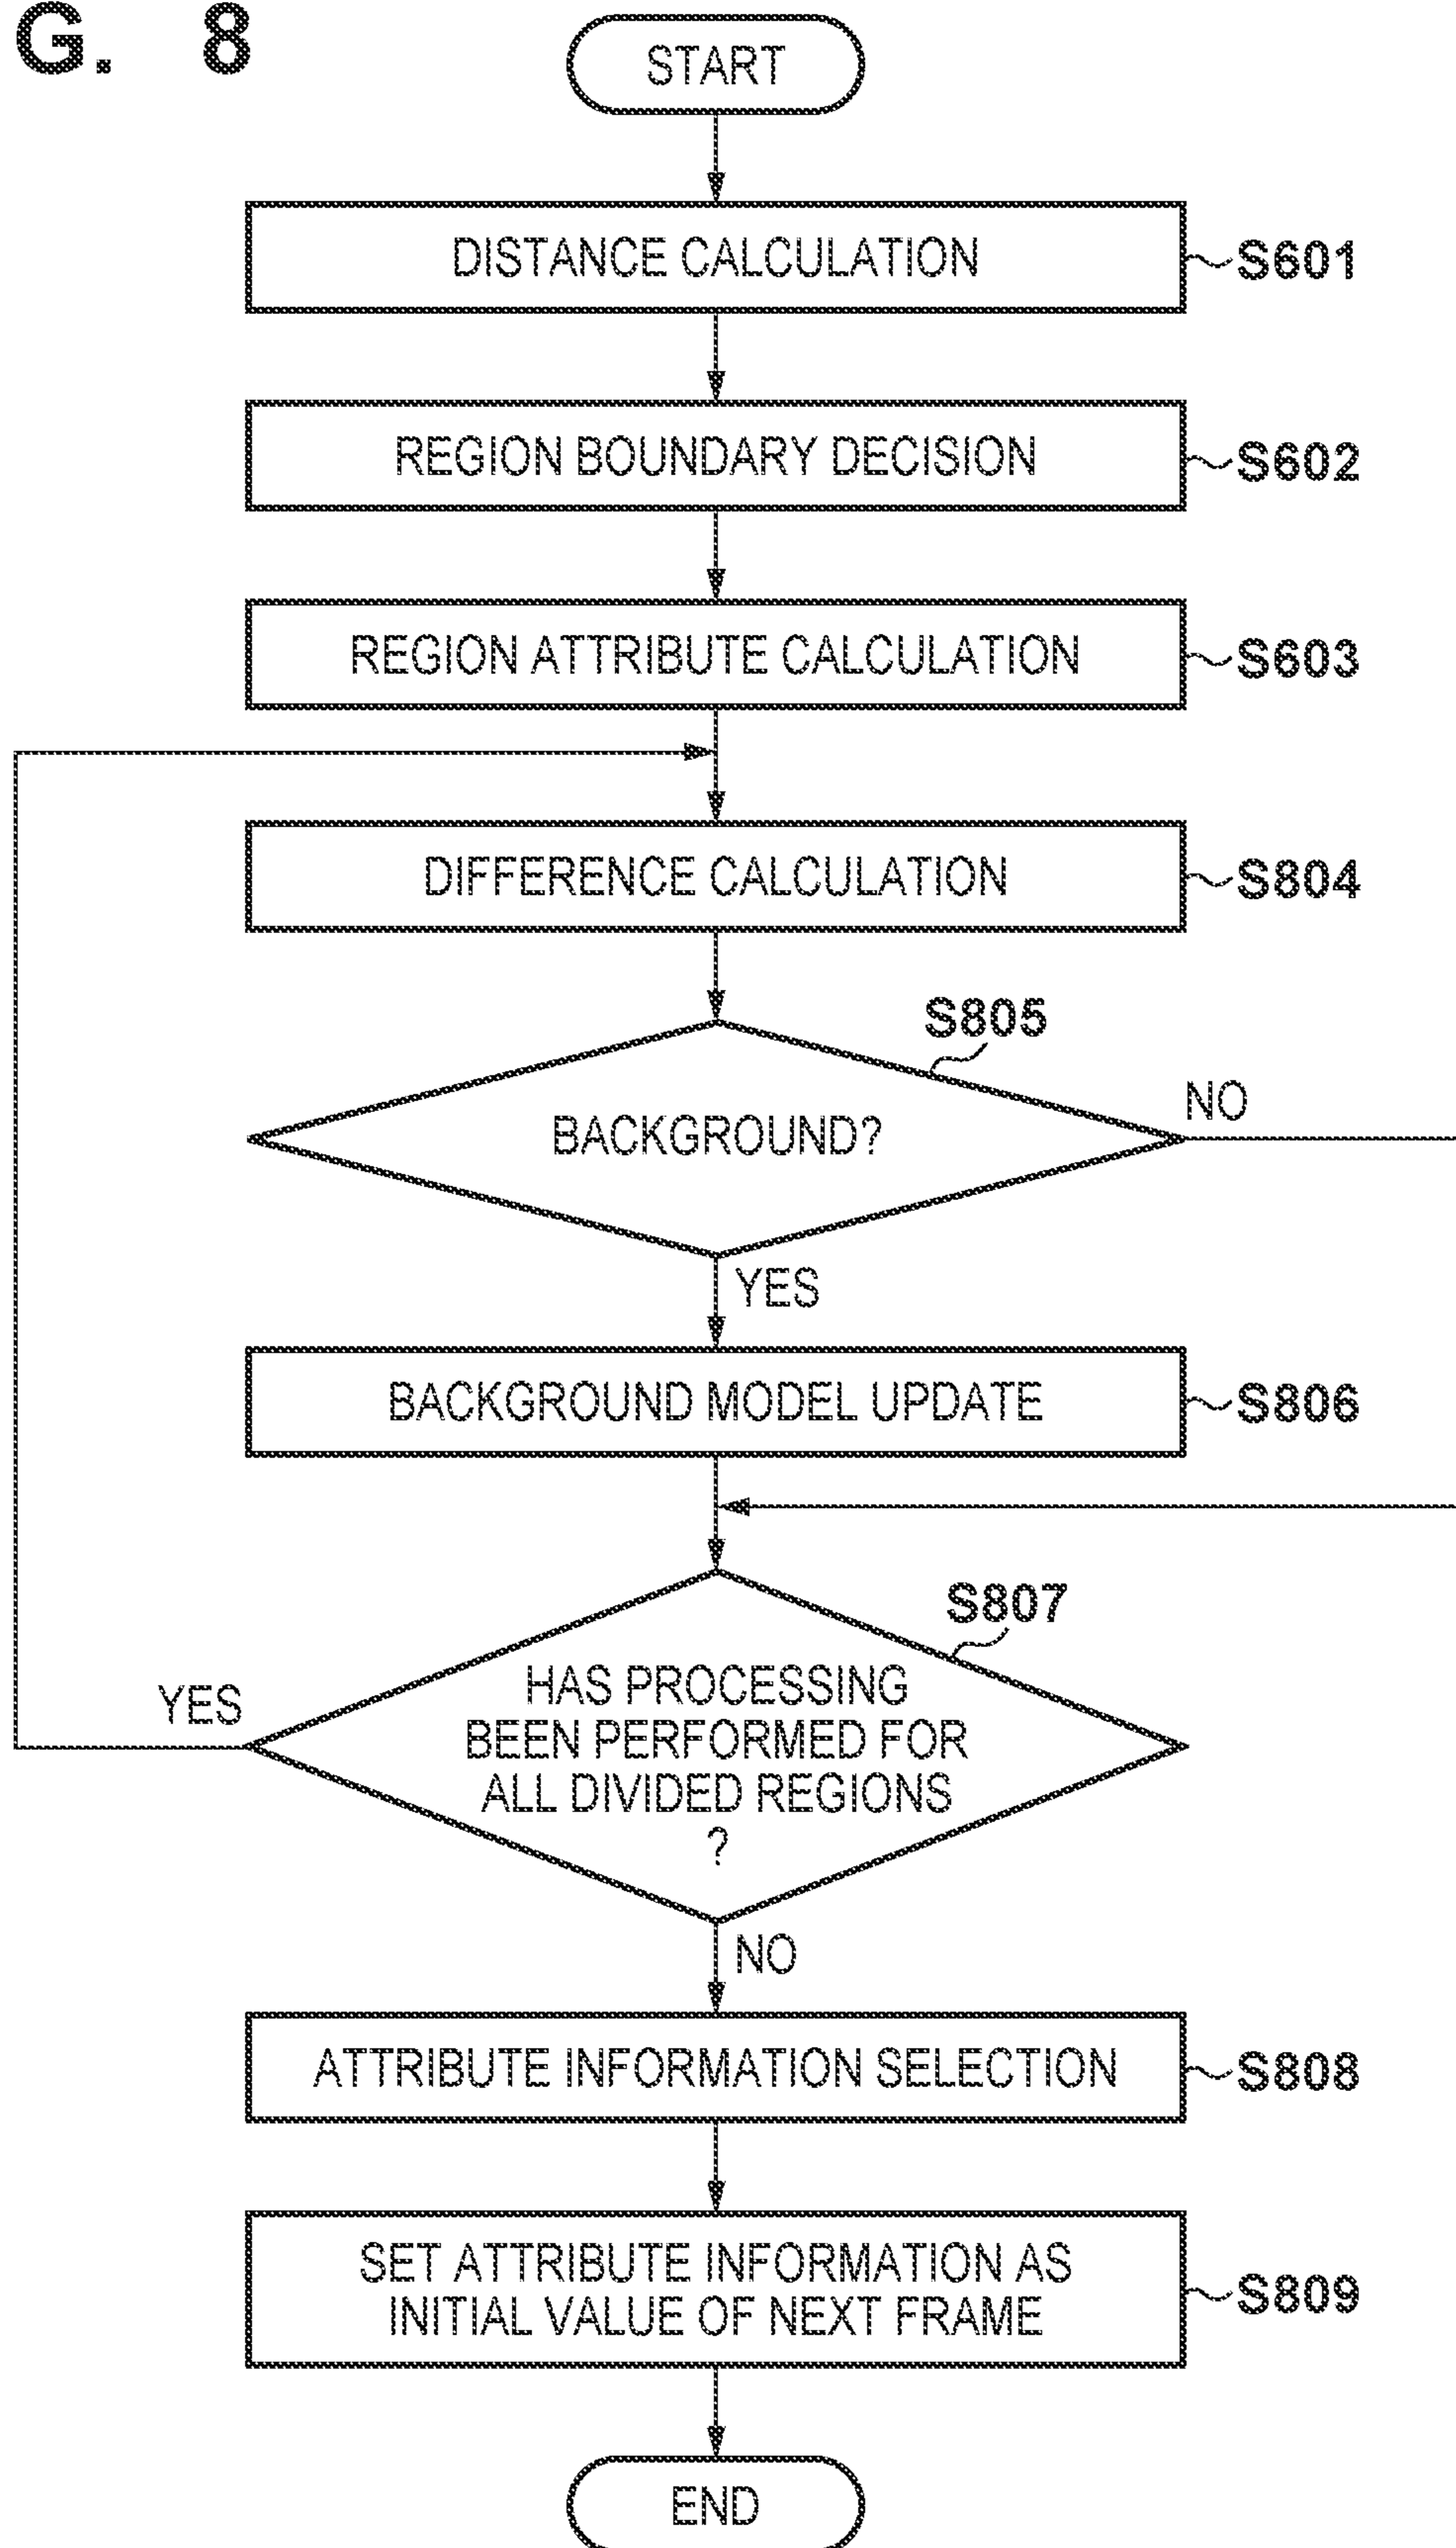 G. 8
START
DISTANCE CALCULATION
S601
REGION BOUNDARY DECISION
S602
REGION ATTRIBUTE CALCULATION
S603
DIFFERENCE CALCULATION
S804
S805
BACKGROUND?
NO
YES
BACKGROUND MODEL UPDATE
S806
S807
HAS PROCESSING
BEEN PERFORMED FOR
ALL DIVIDED REGIONS
?
YES
NO
ATTRIBUTE INFORMATION SELECTION
S808
SET ATTRIBUTE INFORMATION AS
INITIAL VALUE OF NEXT FRAME
S809
END